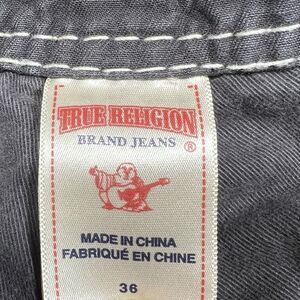 TRUE RELIGION
BRAND JEANS ®
MADE IN CHINA
FABRIQUÉ EN CHINE
36